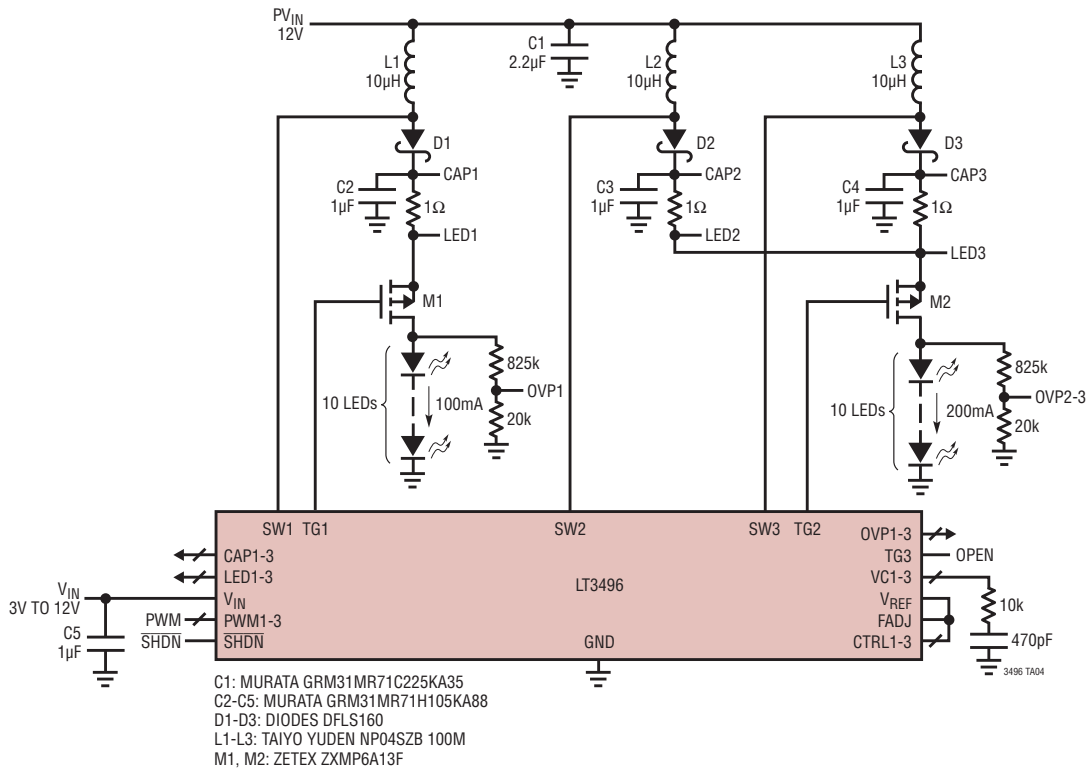 PVIN
12V
L1
10µH
C1
2.2µF
L2
10µH
L3
10µH
D1
D2
D3
CAP1
CAP2
CAP3
C2
1µF
1Ω
C3
1µF
1Ω
C4
1µF
1Ω
LED1
LED2
LED3
M1
M2
825k
OVP1
20k
10 LEDs
100mA
825k
OVP2-3
20k
10 LEDs
200mA
SW1 TG1
SW2
SW3 TG2
CAP1-3
LED1-3
VIN
PWM1-3
SHDN
VIN
3V TO 12V
C5
1µF
PWM
SHDN
LT3496
GND
OVP1-3
TG3
OPEN
VC1-3
VREF
FADJ
CTRL1-3
10k
470pF
3496 TA04
C1: MURATA GRM31MR71C225KA35
C2-C5: MURATA GRM31MR71H105KA88
D1-D3: DIODES DFLS160
L1-L3: TAIYO YUDEN NP04SZB 100M
M1, M2: ZETEX ZXMP6A13F